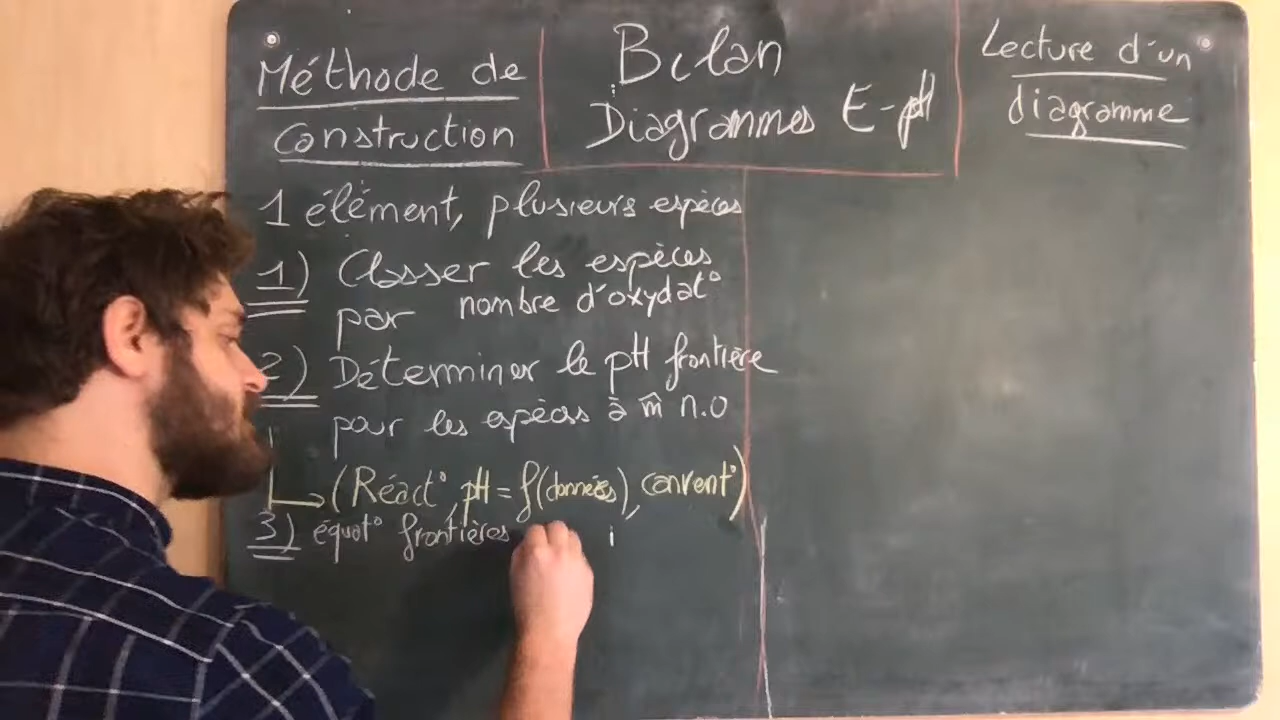 Méthode de
construction
Bilan
Diagrammes E-pH
Lecture d'un
diagramme
1 élément, plusieurs espèces
1) Classer les espèces
par nombre d'oxydat°
2) Déterminer le pH frontière
pour les espèces à m̂ n.o
(Réact°, pH = f(données), convent°)
3) équat° frontières